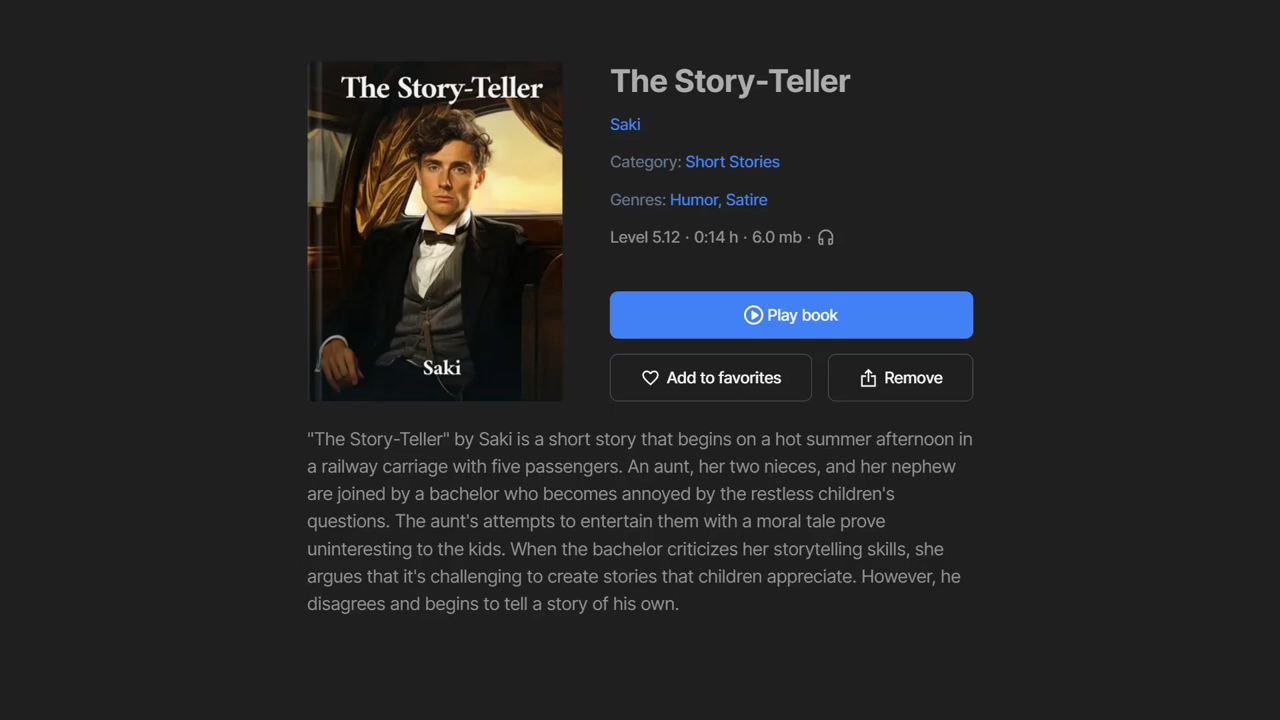 The Story-Teller
Saki
The Story-Teller
Saki
Category: Short Stories
Genres: Humor, Satire
Level 5.12 · 0:14 h · 6.0 mb ·
Play book
Add to favorites
Remove
"The Story-Teller" by Saki is a short story that begins on a hot summer afternoon in
a railway carriage with five passengers. An aunt, her two nieces, and her nephew
are joined by a bachelor who becomes annoyed by the restless children's
questions. The aunt's attempts to entertain them with a moral tale prove
uninteresting to the kids. When the bachelor criticizes her storytelling skills, she
argues that it's challenging to create stories that children appreciate. However, he
disagrees and begins to tell a story of his own.